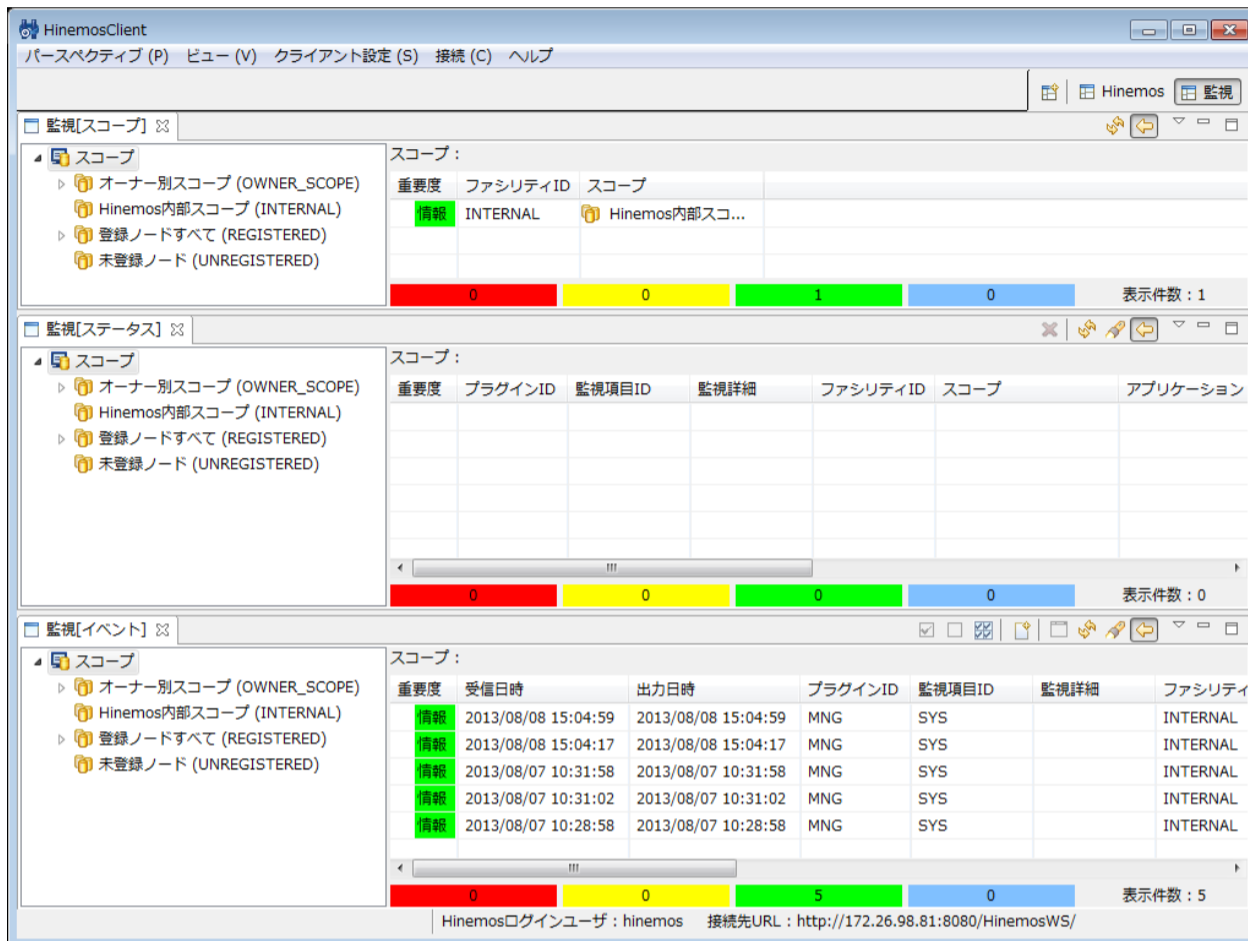 HinemosClient
パースペクティブ (P) ビュー (V) クライアント設定 (S) 接続 (C) ヘルプ
Hinemos 監視
監視[スコープ]
スコープ
オーナー別スコープ (OWNER_SCOPE)
Hinemos内部スコープ (INTERNAL)
登録ノードすべて (REGISTERED)
未登録ノード (UNREGISTERED)
スコープ :
重要度 ファシリティID スコープ
情報 INTERNAL Hinemos内部スコ...
0 0 1 0 表示件数 : 1
監視[ステータス]
スコープ
オーナー別スコープ (OWNER_SCOPE)
Hinemos内部スコープ (INTERNAL)
登録ノードすべて (REGISTERED)
未登録ノード (UNREGISTERED)
スコープ :
重要度 プラグインID 監視項目ID 監視詳細 ファシリティID スコープ アプリケーション
0 0 0 0 表示件数 : 0
監視[イベント]
スコープ
オーナー別スコープ (OWNER_SCOPE)
Hinemos内部スコープ (INTERNAL)
登録ノードすべて (REGISTERED)
未登録ノード (UNREGISTERED)
スコープ :
重要度 受信日時 出力日時 プラグインID 監視項目ID 監視詳細 ファシリティ
情報 2013/08/08 15:04:59 2013/08/08 15:04:59 MNG SYS INTERNAL
情報 2013/08/08 15:04:17 2013/08/08 15:04:17 MNG SYS INTERNAL
情報 2013/08/07 10:31:58 2013/08/07 10:31:58 MNG SYS INTERNAL
情報 2013/08/07 10:31:02 2013/08/07 10:31:02 MNG SYS INTERNAL
情報 2013/08/07 10:28:58 2013/08/07 10:28:58 MNG SYS INTERNAL
0 0 5 0 表示件数 : 5
Hinemosログインユーザ : hinemos 接続先URL : http://172.26.98.81:8080/HinemosWS/